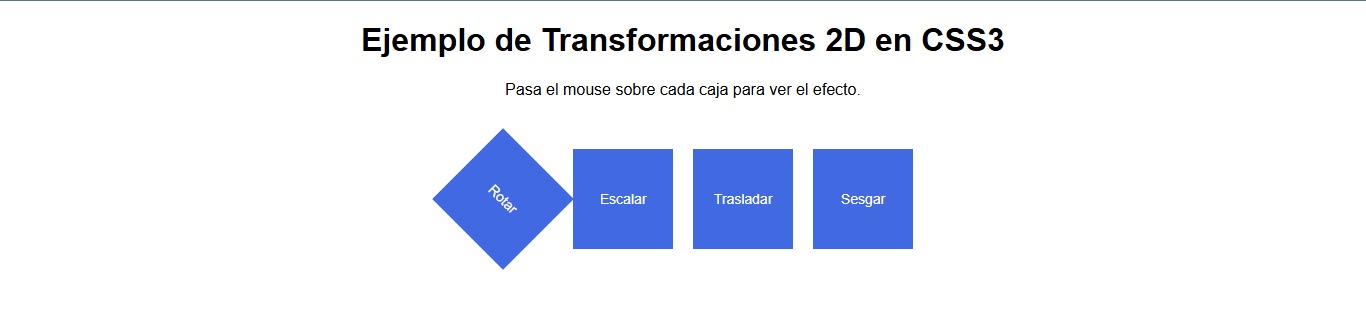 Ejemplo de Transformaciones 2D en CSS3
Pasa el mouse sobre cada caja para ver el efecto.
Rotar
Escalar
Trasladar
Sesgar